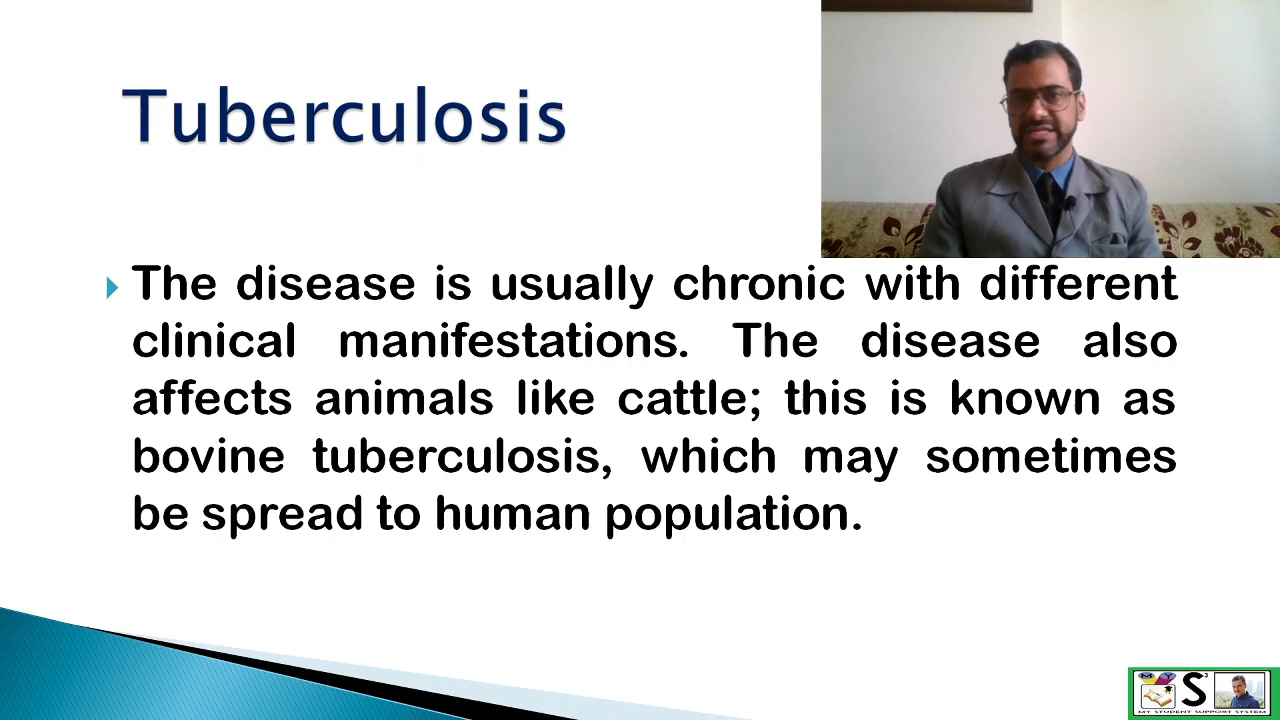 Tuberculosis
The disease is usually chronic with different
clinical manifestations. The disease also
affects animals like cattle; this is known as
bovine tuberculosis, which may sometimes
be spread to human population.
M Y
S³
MY STUDENT SUPPORT SYSTEM